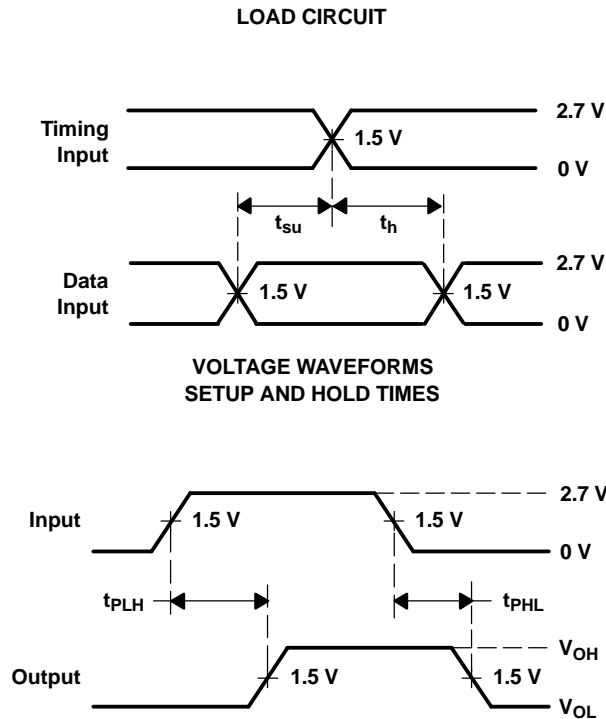 LOAD CIRCUIT
Timing
Input
2.7 V
1.5 V
0 V
tsu
th
Data
Input
2.7 V
1.5 V
1.5 V
0 V
VOLTAGE WAVEFORMS
SETUP AND HOLD TIMES
Input
2.7 V
1.5 V
1.5 V
0 V
tPLH
tPHL
Output
VOH
1.5 V
1.5 V
VOL